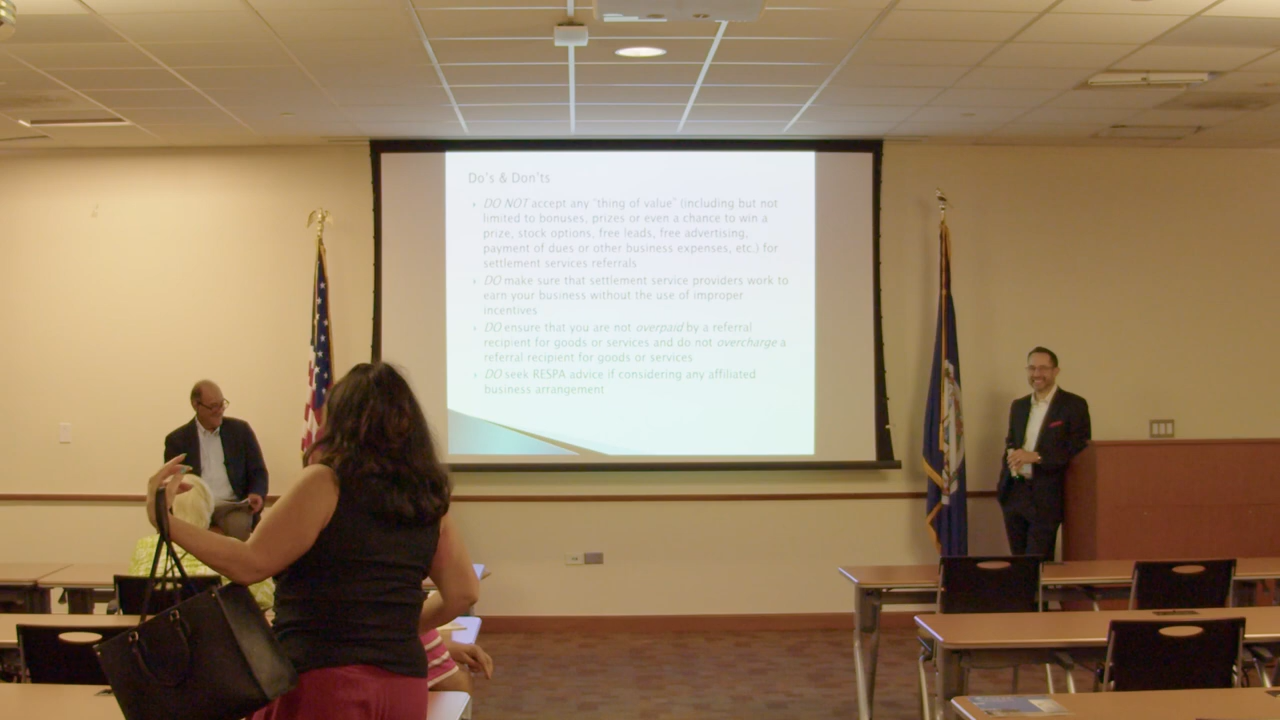 Do's & Don'ts
DO NOT accept any 'thing of value' (including but not
limited to bonuses, prizes or even a chance to win a
prize, stock options, free leads, free advertising,
payment of dues or other business expenses, etc.) for
settlement services referrals
DO make sure that settlement service providers work to
earn your business without the use of improper
incentives
DO ensure that you are not overpaid by a referral
recipient for goods or services and do not overcharge a
referral recipient for goods or services
DO seek RESPA advice if considering any affiliated
business arrangement